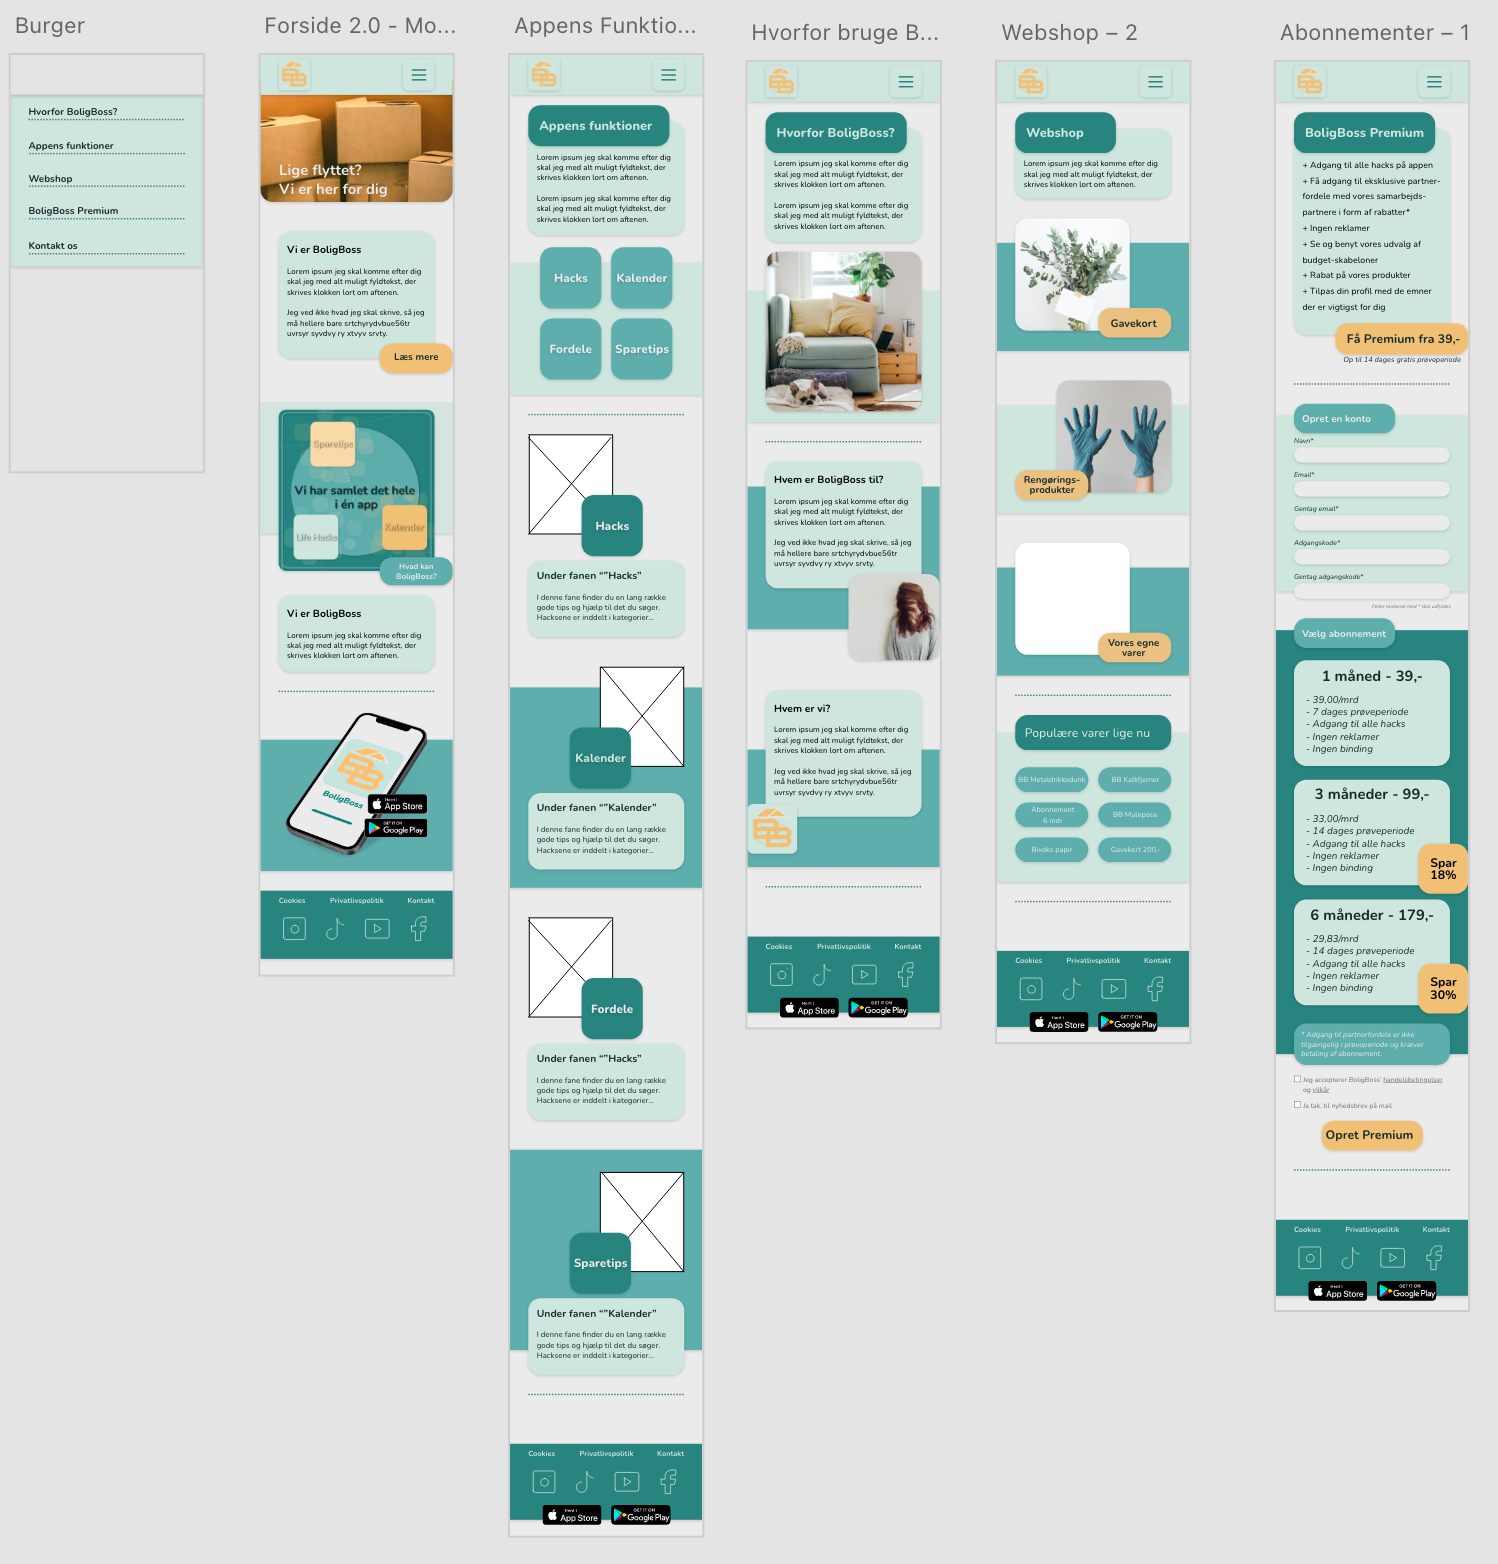 Burger
Hvorfor BoligBoss?
Appens funktioner
Webshop
BoligBoss Premium
Kontakt os
Forside 2.0 - Mo...
Lige flyttet?
Vi er her for dig
Vi er BoligBoss
Lorem ipsum jeg skal komme efter dig
skal jeg med alt muligt fyldtekst, der
skrives klokken lort om aftenen.
Jeg ved ikke hvad jeg skal skrive, så jeg
må hellere bare srtchyrydvbue56tr
uvrsyr syvdvy ry xtvyv srvty.
Læs mere
Sparetips
Vi har samlet det hele
i én app
Kalender
Life Hacks
Hvad kan
BoligBoss?
Vi er BoligBoss
Lorem ipsum jeg skal komme efter dig
skal jeg med alt muligt fyldtekst, der
skrives klokken lort om aftenen.
BoligBoss
Hent i
App Store
GET IT ON
Google Play
Cookies
Privatlivspolitik
Kontakt
Appens Funktio...
Appens funktioner
Lorem ipsum jeg skal komme efter dig
skal jeg med alt muligt fyldtekst, der
skrives klokken lort om aftenen.
Lorem ipsum jeg skal komme efter dig
skal jeg med alt muligt fyldtekst, der
skrives klokken lort om aftenen.
Hacks
Kalender
Fordele
Sparetips
Hacks
Under fanen “”Hacks”
I denne fane finder du en lang række
gode tips og hjælp til det du søger.
Hacksene er inddelt i kategorier...
Kalender
Under fanen “”Kalender”
I denne fane finder du en lang række
gode tips og hjælp til det du søger.
Hacksene er inddelt i kategorier...
Fordele
Under fanen “”Hacks”
I denne fane finder du en lang række
gode tips og hjælp til det du søger.
Hacksene er inddelt i kategorier...
Sparetips
Under fanen “”Kalender”
I denne fane finder du en lang række
gode tips og hjælp til det du søger.
Hacksene er inddelt i kategorier...
Cookies
Privatlivspolitik
Kontakt
Hent i
App Store
GET IT ON
Google Play
Hvorfor bruge B...
Hvorfor BoligBoss?
Lorem ipsum jeg skal komme efter dig
skal jeg med alt muligt fyldtekst, der
skrives klokken lort om aftenen.
Lorem ipsum jeg skal komme efter dig
skal jeg med alt muligt fyldtekst, der
skrives klokken lort om aftenen.
Hvem er BoligBoss til?
Lorem ipsum jeg skal komme efter dig
skal jeg med alt muligt fyldtekst, der
skrives klokken lort om aftenen.
Jeg ved ikke hvad jeg skal skrive, så jeg
må hellere bare srtchyrydvbue56tr
uvrsyr syvdvy ry xtvyv srvty.
Hvem er vi?
Lorem ipsum jeg skal komme efter dig
skal jeg med alt muligt fyldtekst, der
skrives klokken lort om aftenen.
Jeg ved ikke hvad jeg skal skrive, så jeg
må hellere bare srtchyrydvbue56tr
uvrsyr syvdvy ry xtvyv srvty.
Cookies
Privatlivspolitik
Kontakt
Hent i
App Store
GET IT ON
Google Play
Webshop – 2
Webshop
Lorem ipsum jeg skal komme efter dig
skal jeg med alt muligt fyldtekst, der
skrives klokken lort om aftenen.
Gavekort
Rengørings-
produkter
Vores egne
varer
Populære varer lige nu
BB Metaldrikkedunk
BB Kalkfjerner
Abonnement
6 mdr
BB Mulepose
Bivoks papir
Gavekort 200,-
Cookies
Privatlivspolitik
Kontakt
Hent i
App Store
GET IT ON
Google Play
Abonnementer – 1
BoligBoss Premium
+ Adgang til alle hacks på appen
+ Få adgang til eksklusive partner-
fordele med vores samarbejds-
partnere i form af rabatter*
+ Ingen reklamer
+ Se og benyt vores udvalg af
budget-skabeloner
+ Rabat på vores produkter
+ Tilpas din profil med de emner
der er vigtigst for dig
Få Premium fra 39,-
Op til 14 dages gratis prøveperiode
Opret en konto
Navn*
Email*
Gentag email*
Adgangskode*
Gentag adgangskode*
Felter markeret med * skal udfyldes
Vælg abonnement
1 måned - 39,-
- 39,00/mrd
- 7 dages prøveperiode
- Adgang til alle hacks
- Ingen reklamer
- Ingen binding
3 måneder - 99,-
- 33,00/mrd
- 14 dages prøveperiode
- Adgang til alle hacks
- Ingen reklamer
- Ingen binding
Spar
18%
6 måneder - 179,-
- 29,83/mrd
- 14 dages prøveperiode
- Adgang til alle hacks
- Ingen reklamer
- Ingen binding
Spar
30%
* Adgang til partnerfordele er ikke
tilgængelig i prøveperiode og kræver
betaling af abonnement.
Jeg accepterer BoligBoss' handelsbetingelser
og vilkår
Ja tak, til nyhedsbrev på mail
Opret Premium
Cookies
Privatlivspolitik
Kontakt
Hent i
App Store
GET IT ON
Google Play